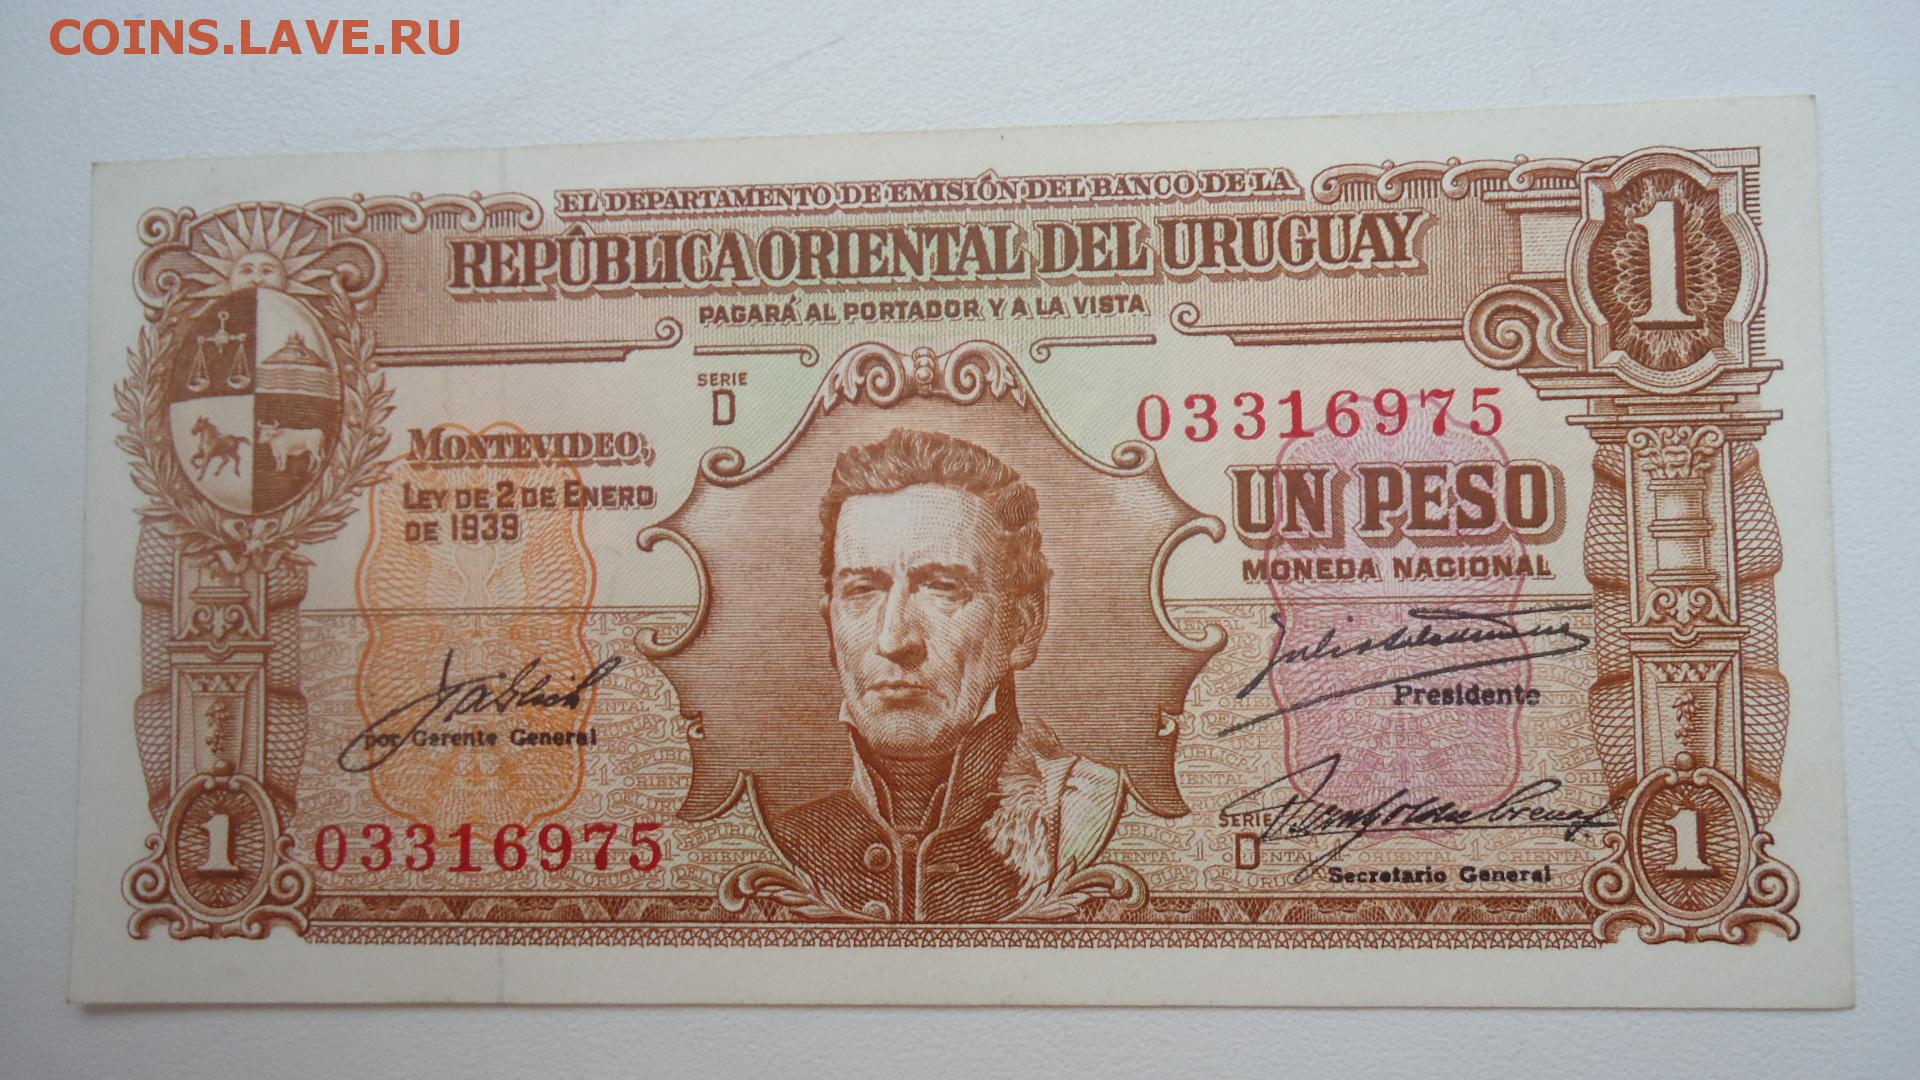 COINS.LAVE.RU
EL DEPARTAMENTO DE EMISIÓN DEL BANCO DE LA
REPÚBLICA ORIENTAL DEL URUGUAY
PAGARÁ AL PORTADOR Y A LA VISTA
1
SERIE
D
03316975
MONTEVIDEO,
LEY DE 2 DE ENERO
DE 1939
UN PESO
MONEDA NACIONAL
Presidente
por Gerente General
SERIE
D
Secretario General
1
03316975
1